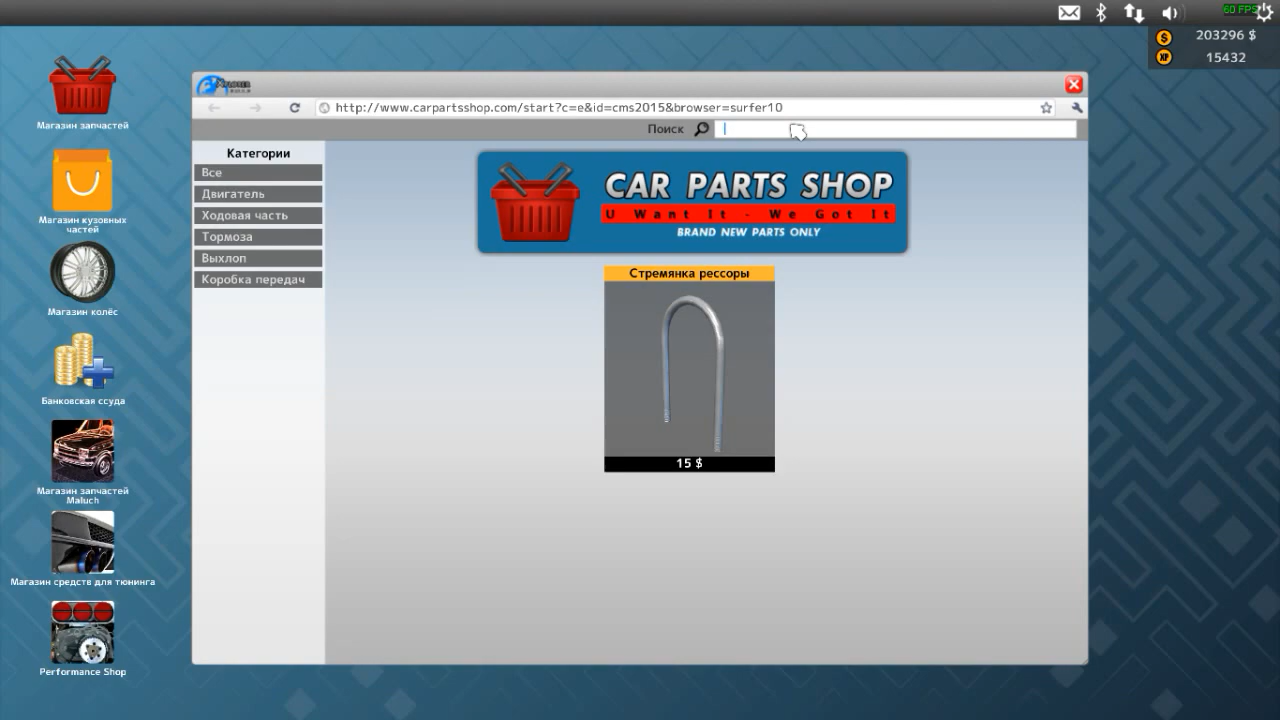 60 FPS
203296 $
15432
Магазин запчастей
Магазин кузовных
частей
Магазин колёс
Банковская ссуда
Магазин запчастей
Maluch
Магазин средств для тюнинга
Performance Shop
http://www.carpartsshop.com/start?c=e&id=cms2015&browser=surfer10
Поиск
Категории
Все
Двигатель
Ходовая часть
Тормоза
Выхлоп
Коробка передач
CAR PARTS SHOP
U Want It - We Got It
BRAND NEW PARTS ONLY
Стремянка рессоры
15 $